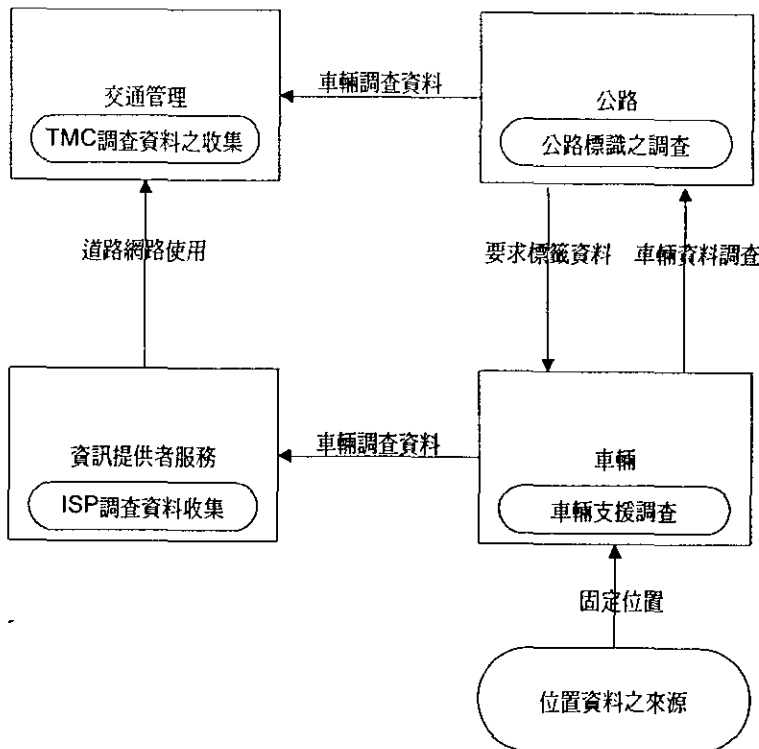 交通管理
TMC調查資料之收集
車輛調查資料
公路
公路標識之調查
道路網路使用
要求標籤資料
車輛資料調查
資訊提供者服務
ISP調查資料收集
車輛調查資料
車輛
車輛支援調查
固定位置
位置資料之來源